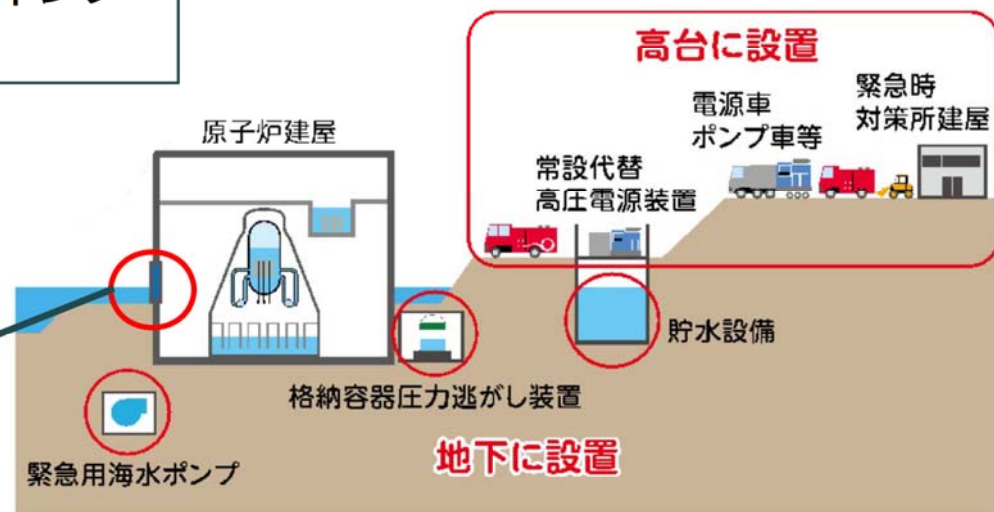 高台に設置
緊急時
対策所建屋
電源車
ポンプ車等
原子炉建屋
常設代替
高圧電源装置
貯水設備
格納容器圧力逃がし装置
地下に設置
緊急用海水ポンプ